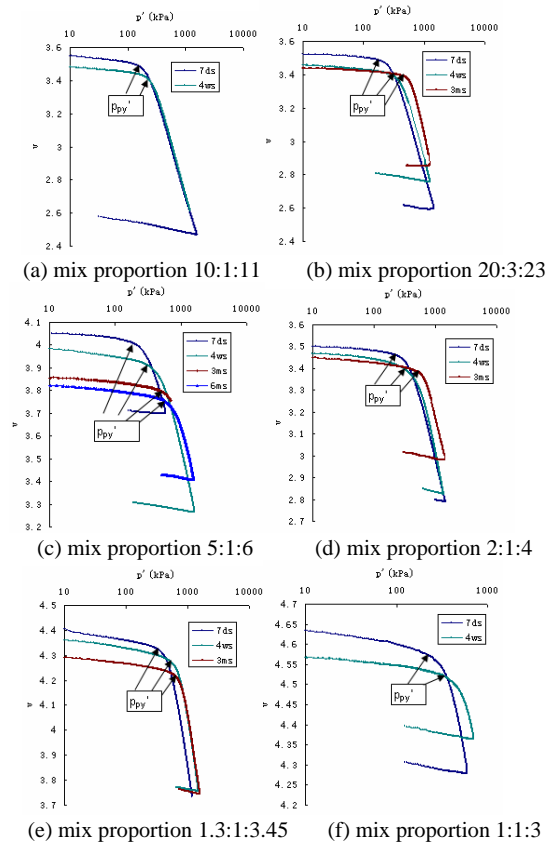 p' (kPa)
10 100 1000 10000
3.6
3.4
3.2
3
2.8
2.6
2.4
u
7ds
4ws
Ppy'
(a) mix proportion 10:1:11
p' (kPa)
10 100 1000 10000
3.6
3.4
3.2
3
2.8
2.6
2.4
u
7ds
4ws
3ms
Ppy'
(b) mix proportion 20:3:23
p' (kPa)
10 100 1000 10000
4.1
4
3.9
3.8
3.7
3.6
3.5
3.4
3.3
3.2
u
7ds
4ws
3ms
6ms
Ppy'
(c) mix proportion 5:1:6
p' (kPa)
10 100 1000 10000
3.6
3.5
3.4
3.3
3.2
3.1
3
2.9
2.8
2.7
u
7ds
4ws
3ms
Ppy'
(d) mix proportion 2:1:4
p' (kPa)
10 100 1000 10000
4.5
4.4
4.3
4.2
4.1
4
3.9
3.8
3.7
u
7ds
4ws
3ms
Ppy'
(e) mix proportion 1.3:1:3.45
p' (kPa)
10 100 1000
4.67
4.6
4.55
4.5
4.45
4.4
4.35
4.3
4.25
4.2
u
7ds
4ws
Ppy'
(f) mix proportion 1:1:3